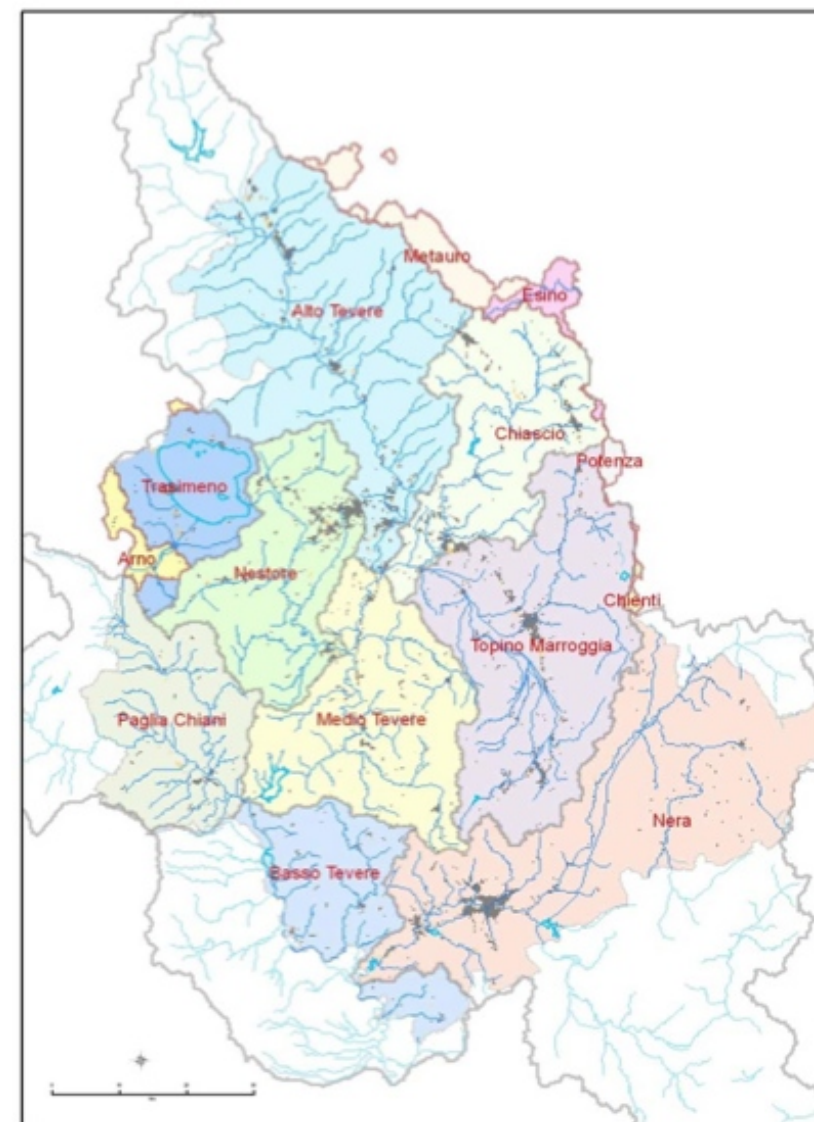 Metauro
Esino
Alto Tevere
Chiascio
Potenza
Trasimeno
Arno
Nestore
Chienti
Topino Marroggia
Paglia Chiani
Medio Tevere
Nera
Basso Tevere